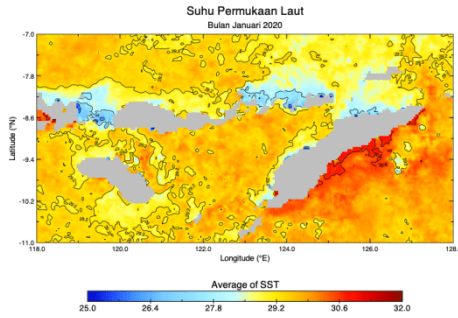 Suhu Permukaan Laut
Bulan Januari 2020
-7.0
-7.8
-8.6
-9.4
-10.2
-11.0
Latitude (°N)
118.0 120.0 122.0 124.0 126.0 128.
Longitude (°E)
Average of SST
25.0 26.4 27.8 29.2 30.6 32.0